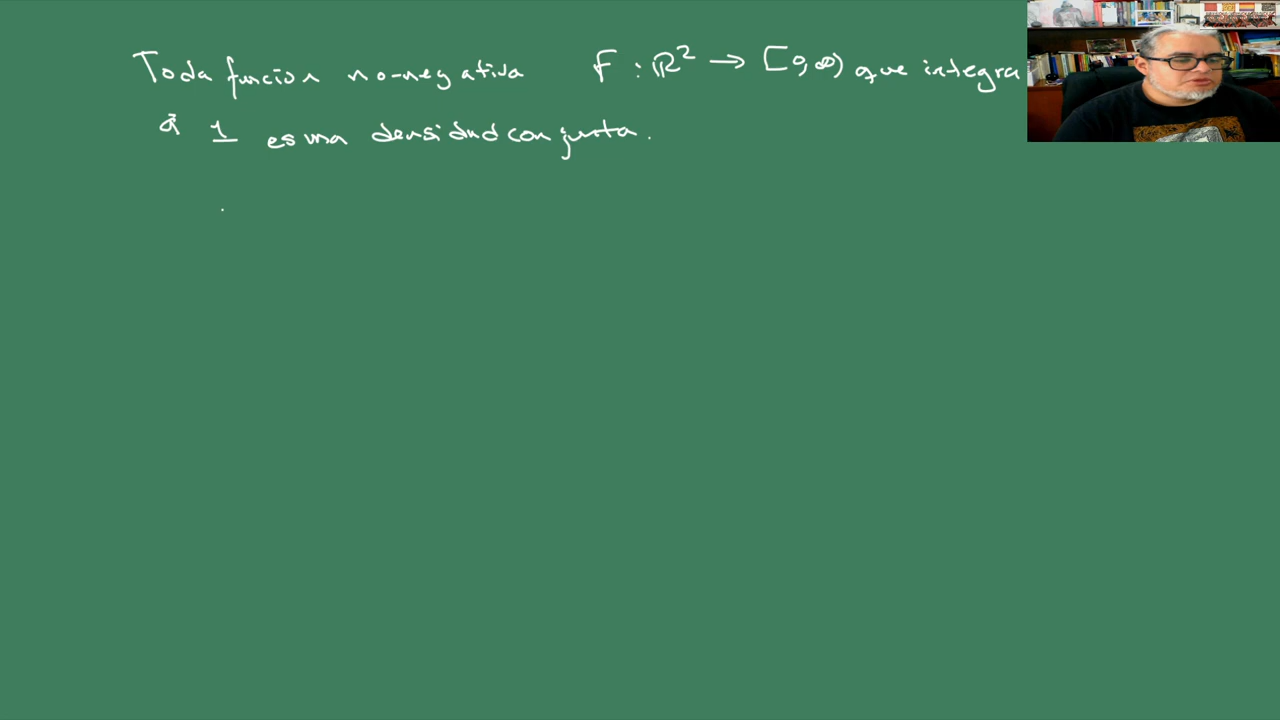 Toda funcion no-negativa f : ℝ² → [0,∞) que integra
a 1 es una densidad conjunta.